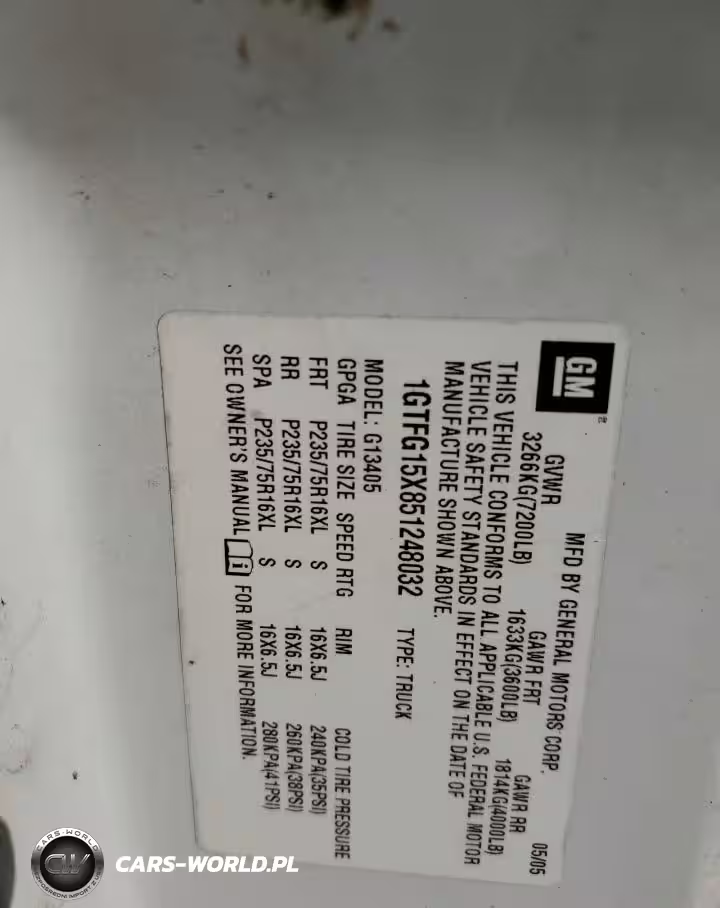 GM ®
MFD BY GENERAL MOTORS CORP. 05/05
GVWR GAWR FRT GAWR RR
3266KG(7200LB) 1633KG(3600LB) 1814KG(4000LB)
THIS VEHICLE CONFORMS TO ALL APPLICABLE U.S. FEDERAL MOTOR
VEHICLE SAFETY STANDARDS IN EFFECT ON THE DATE OF
MANUFACTURE SHOWN ABOVE.
1GTFG15X851248032 TYPE: TRUCK
MODEL: G13405
GPGA TIRE SIZE SPEED RTG RIM COLD TIRE PRESSURE
FRT P235/75R16XL S 16X6.5J 240KPA(35PSI)
RR P235/75R16XL S 16X6.5J 260KPA(38PSI)
SPA P235/75R16XL S 16X6.5J 280KPA(41PSI)
SEE OWNER'S MANUAL i FOR MORE INFORMATION.
CARS-WORLD
CW
CARS-WORLD.PL